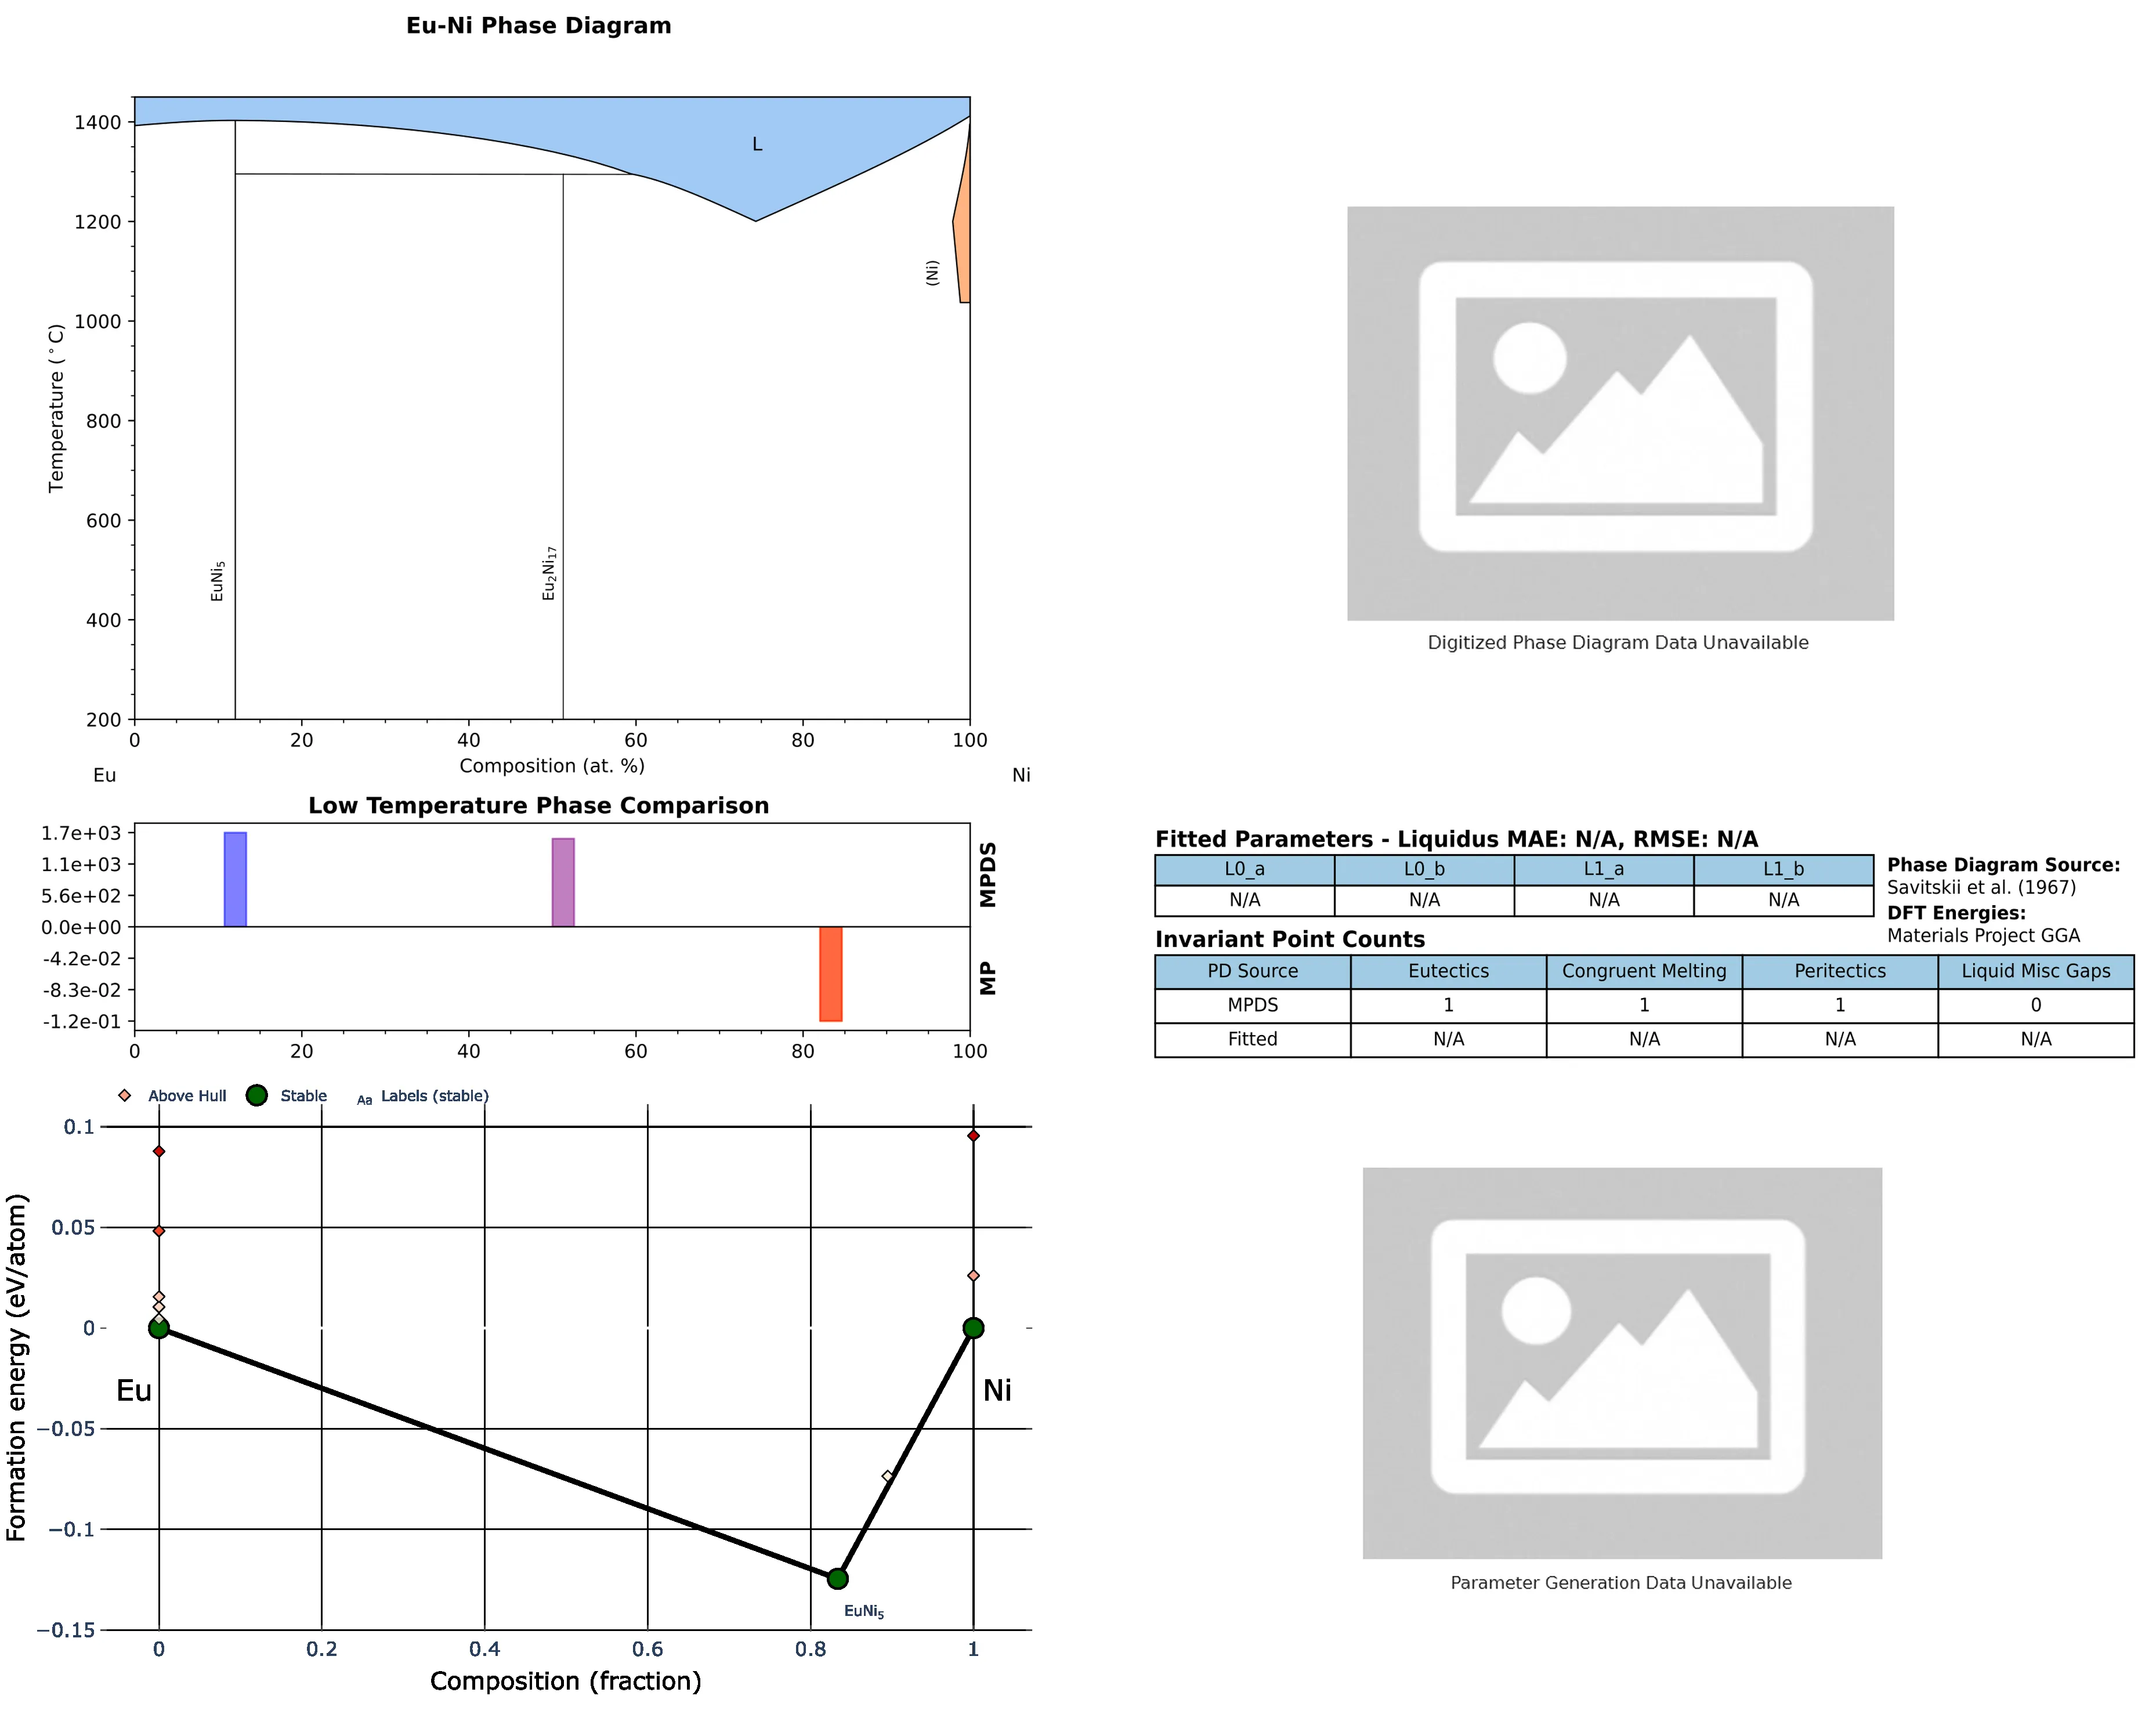 Eu-Ni Phase Diagram
1400
1200
1000
800
600
400
200
Temperature (°C)
L
(Ni)
EuNi₅
Eu₂Ni₁₇
0 20 40 60 80 100
Composition (at. %)
Eu Ni
Digitized Phase Diagram Data Unavailable
Low Temperature Phase Comparison
1.7e+03
1.1e+03
5.6e+02
0.0e+00
-4.2e-02
-8.3e-02
-1.2e-01
MPDS
MP
0 20 40 60 80 100
Fitted Parameters - Liquidus MAE: N/A, RMSE: N/A
L0_a L0_b L1_a L1_b
N/A N/A N/A N/A
Phase Diagram Source:
Savitskii et al. (1967)
DFT Energies:
Materials Project GGA
Invariant Point Counts
PD Source Eutectics Congruent Melting Peritectics Liquid Misc Gaps
MPDS 1 1 1 0
Fitted N/A N/A N/A N/A
Above Hull Stable Aa Labels (stable)
0.1
0.05
0
−0.05
−0.1
−0.15
Formation energy (eV/atom)
Eu
Ni
EuNi₅
0 0.2 0.4 0.6 0.8 1
Composition (fraction)
Parameter Generation Data Unavailable